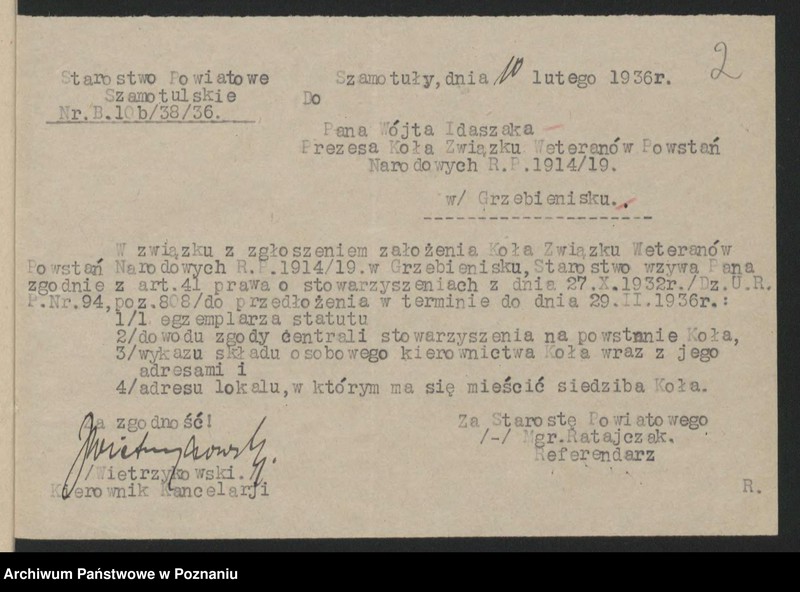 Starostwo Powiatowe
Szamotulskie
Nr.B.10b/38/36.
Szamotuły,dnia 10 lutego 1936r.
2
Do
Pana Wójta Idaszaka
Prezesa Koła Związku Weteranów Powstań
Narodowych R.P.1914/19.
w/ Grzebienisku.
W związku z zgłoszeniem założenia Koła Związku Weteranów
Powstań Narodowych R.P.1914/19.w Grzebienisku,Starostwo wzywa Pana
zgodnie z art.41 prawa o stowarzyszeniach z dnia 27.X.1932r./Dz.U.R.
P.Nr.94,poz.808/do przedłożenia w terminie do dnia 29.II.1936r.:
1/1 egzemplarza statutu
2/dowodu zgody centrali stowarzyszenia na powstanie Koła,
3/wykazu składu osobowego kierownictwa Koła wraz z jego
adresami i
4/adresu lokalu,w którym ma się mieścić siedziba Koła.
Za zgodność!
Wietrzykowski.
/Wietrzykowski.
Kierownik Kancelarji
Za Starostę Powiatowego
/-/ Mgr.Ratajczak.
Referendarz
R.
Archiwum Państwowe w Poznaniu